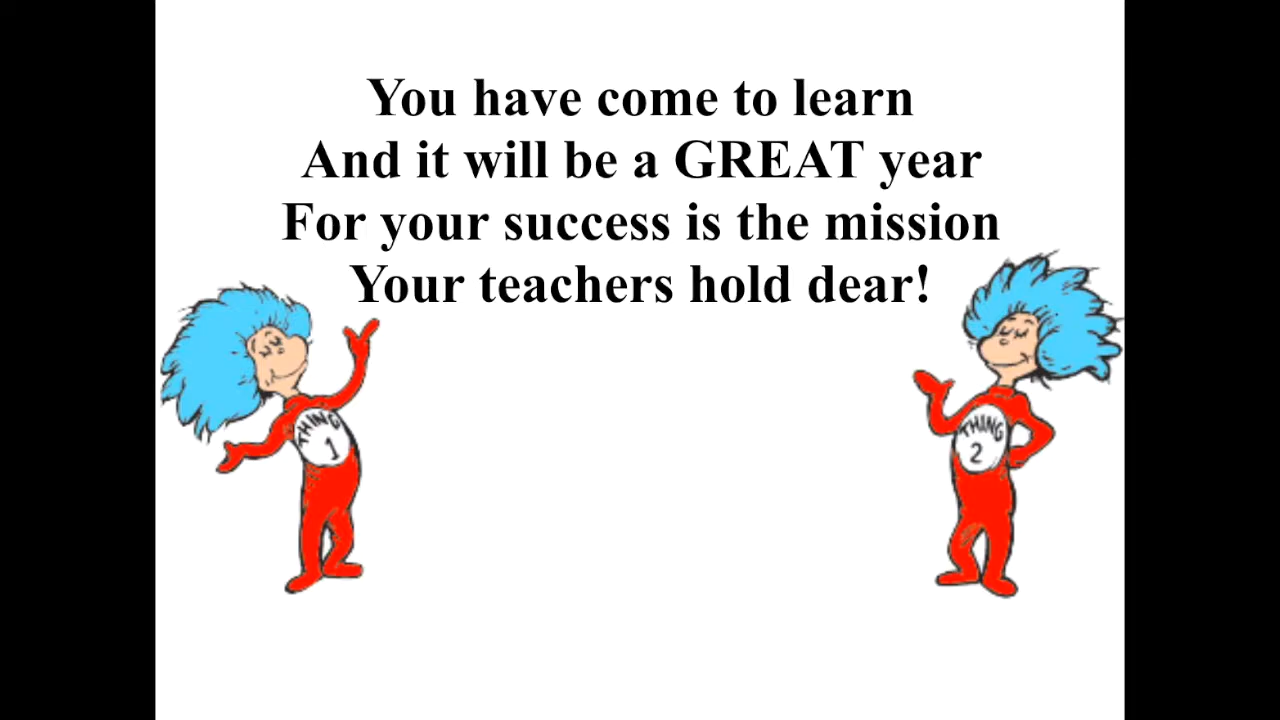 You have come to learn
And it will be a GREAT year
For your success is the mission
Your teachers hold dear!
THING
1
THING
2